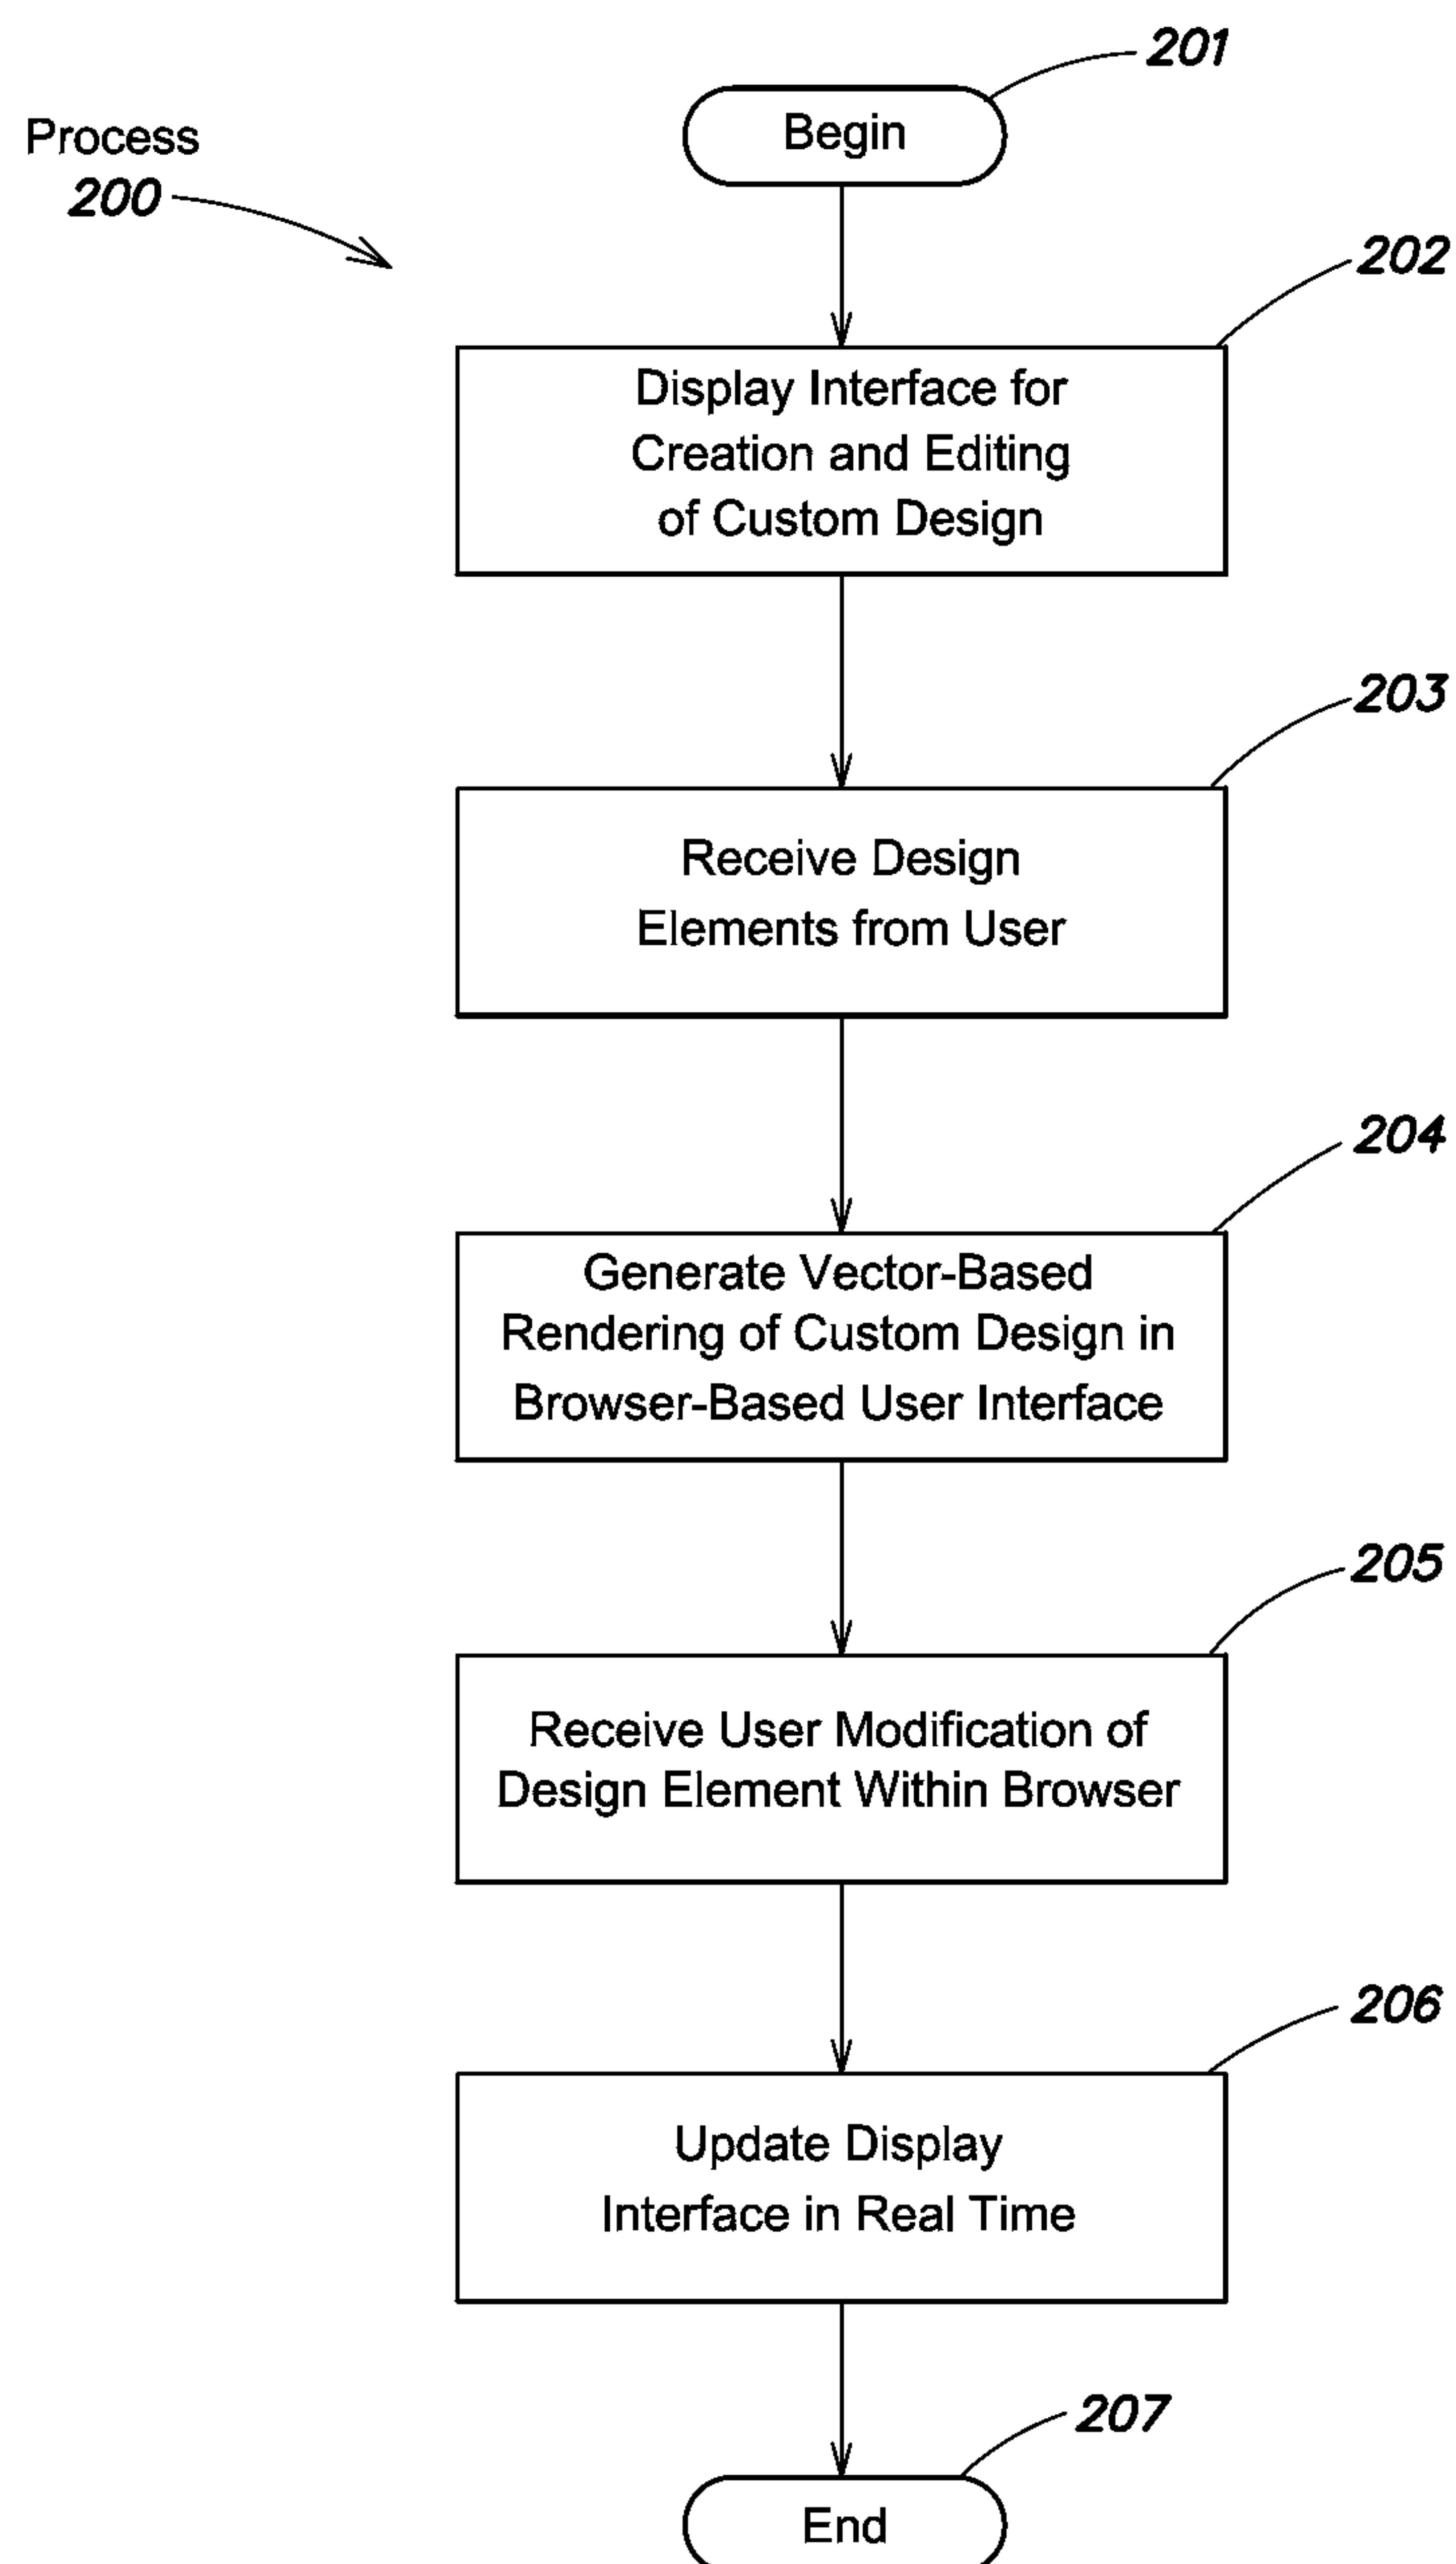 201
Begin
Process
200
202
Display Interface for
Creation and Editing
of Custom Design
203
Receive Design
Elements from User
204
Generate Vector-Based
Rendering of Custom Design in
Browser-Based User Interface
205
Receive User Modification of
Design Element Within Browser
206
Update Display
Interface in Real Time
207
End